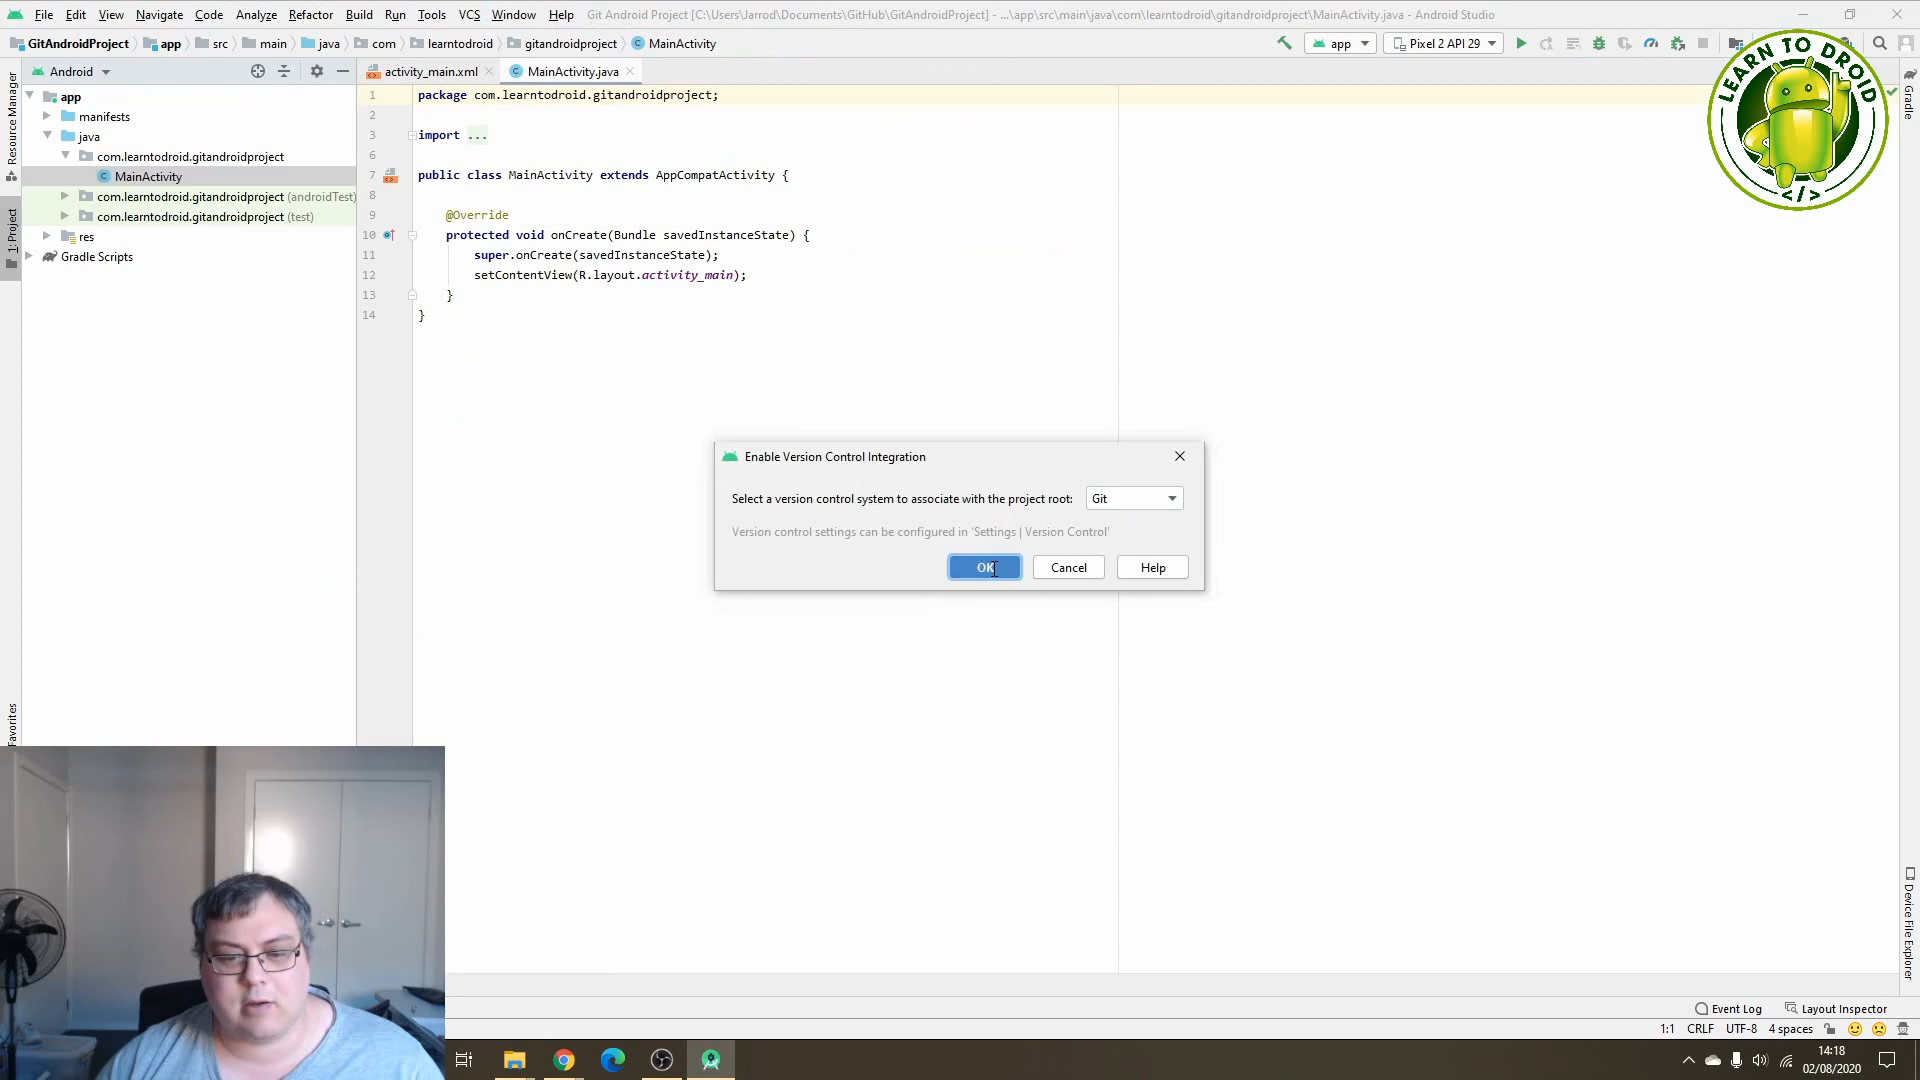 File Edit View Navigate Code Analyze Refactor Build Run Tools VCS Window Help Git Android Project [C:\Users\Jarrod\Documents\GitHub\GitAndroidProject] - ...\app\src\main\java\com\learntodroid\gitandroidproject\MainActivity.java - Android Studio
GitAndroidProject app src main java com learntodroid gitandroidproject MainActivity app Pixel 2 API 29
Android activity_main.xml MainActivity.java
LEARN TO DROID
</>
Resource Manager
1: Project
Favorites
app
manifests
java
com.learntodroid.gitandroidproject
MainActivity
com.learntodroid.gitandroidproject (androidTest)
com.learntodroid.gitandroidproject (test)
res
Gradle Scripts
1 package com.learntodroid.gitandroidproject;
2
3 import ...
6
7 public class MainActivity extends AppCompatActivity {
8
9 @Override
10 protected void onCreate(Bundle savedInstanceState) {
11 super.onCreate(savedInstanceState);
12 setContentView(R.layout.activity_main);
13 }
14 }
Enable Version Control Integration
Select a version control system to associate with the project root: Git
Version control settings can be configured in 'Settings | Version Control'
OK Cancel Help
Gradle
Device File Explorer
Event Log Layout Inspector
1:1 CRLF UTF-8 4 spaces
14:18
02/08/2020